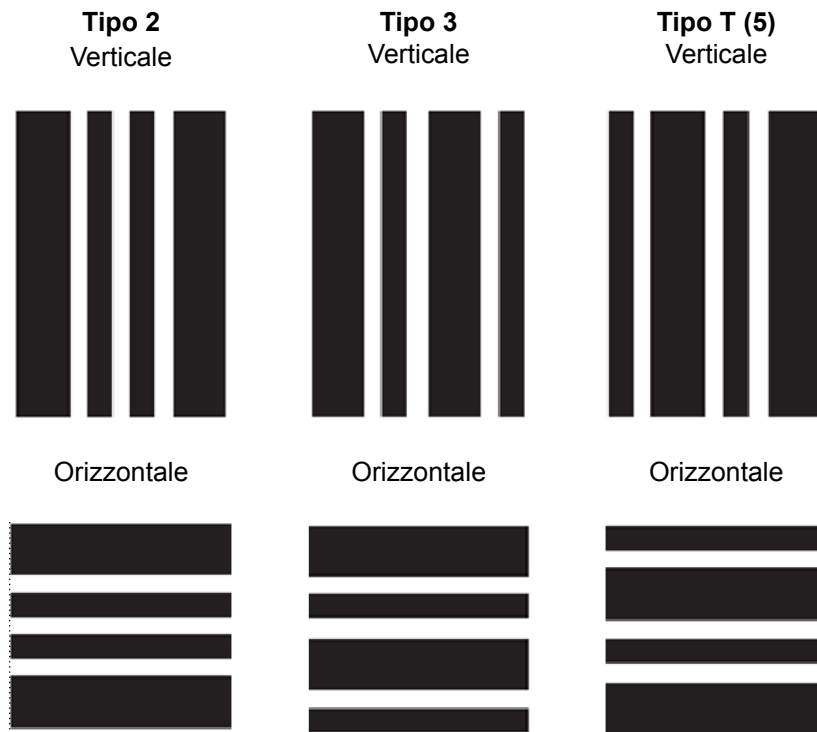 Tipo 2
Verticale
Tipo 3
Verticale
Tipo T (5)
Verticale
Orizzontale
Orizzontale
Orizzontale